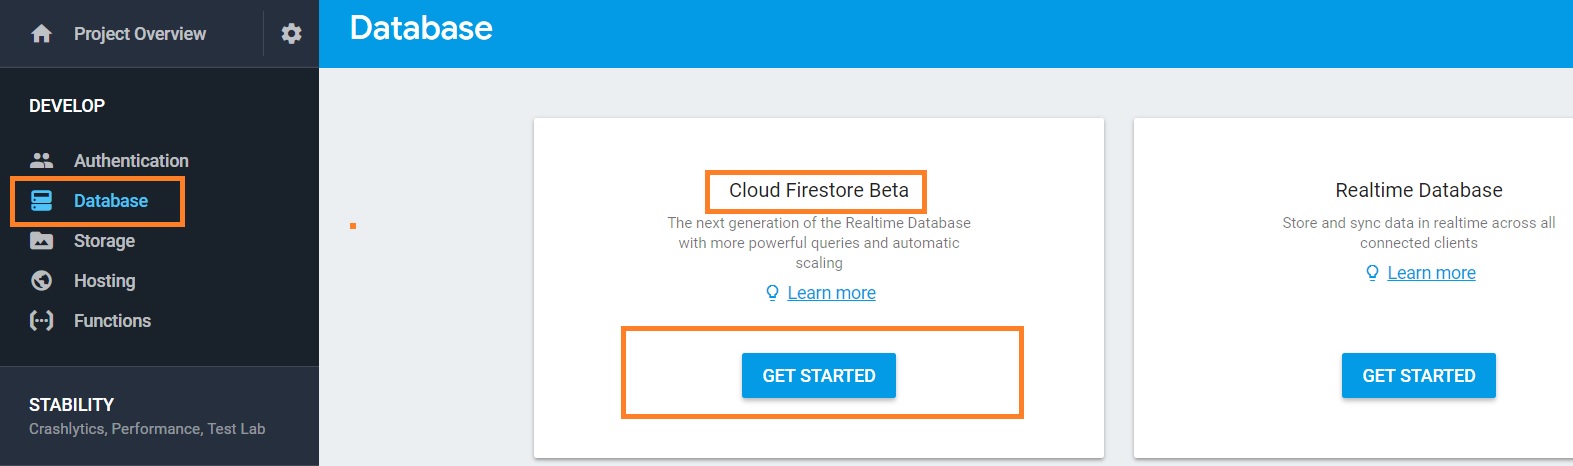 Project Overview
DEVELOP
Authentication
Database
Storage
Hosting
Functions
STABILITY
Crashlytics, Performance, Test Lab
Database
Cloud Firestore Beta
The next generation of the Realtime Database
with more powerful queries and automatic
scaling
Learn more
GET STARTED
Realtime Database
Store and sync data in realtime across all
connected clients
Learn more
GET STARTED